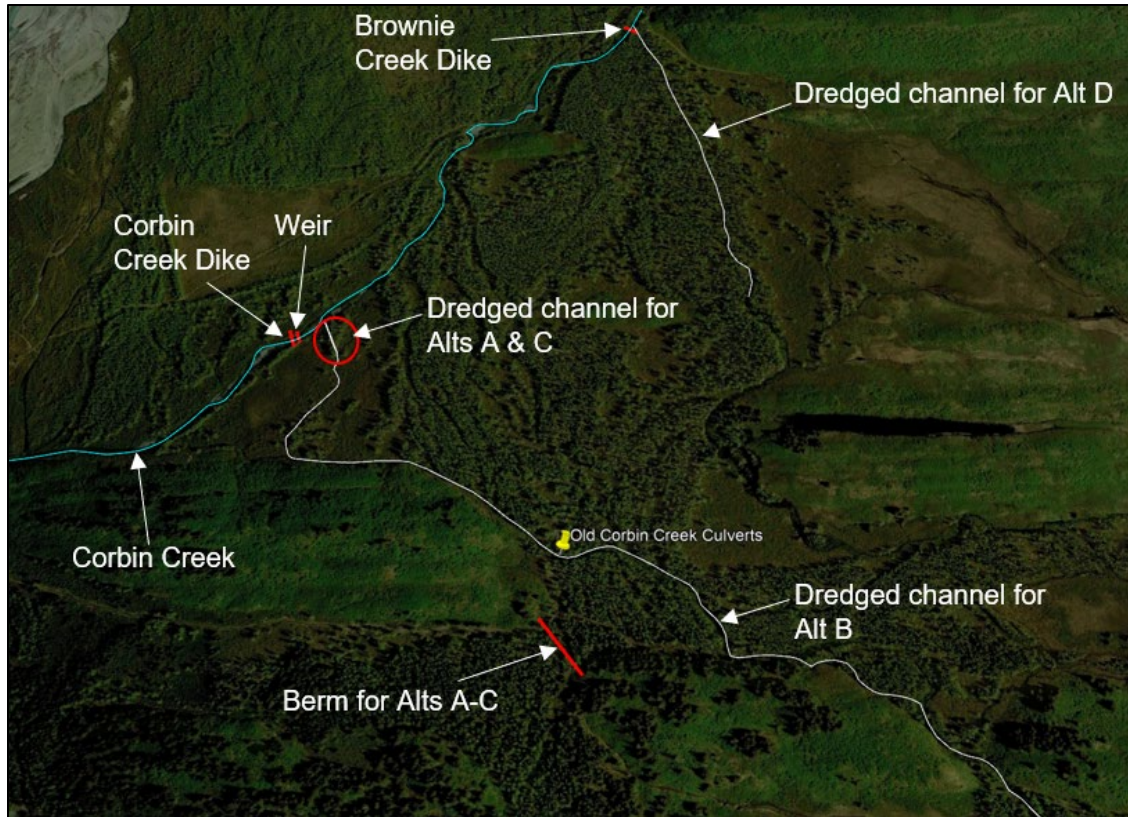 Brownie
Creek Dike
Dredged channel for Alt D
Corbin
Creek Dike
Weir
Dredged channel for
Alts A & C
Old Corbin Creek Culverts
Corbin Creek
Dredged channel for
Alt B
Berm for Alts A-C